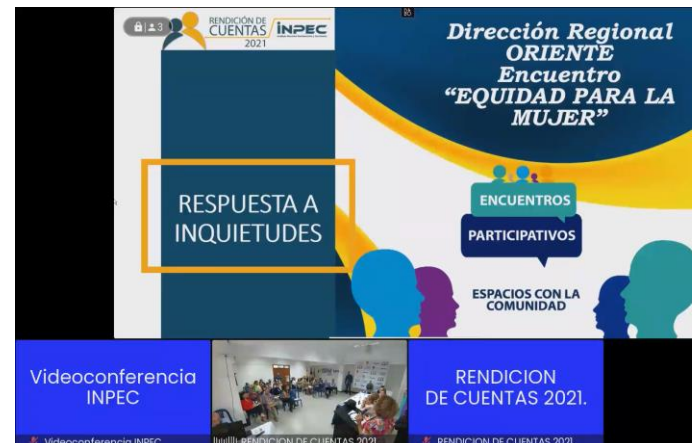 3
RENDICIÓN DE
CUENTAS
2021
INPEC
Dirección Regional
ORIENTE
Encuentro
“EQUIDAD PARA LA
MUJER”
RESPUESTA A
INQUIETUDES
ENCUENTROS
PARTICIPATIVOS
ESPACIOS CON LA
COMUNIDAD
Videoconferencia
INPEC
RENDICION
DE CUENTAS 2021.
Videoconferencia INPEC
RENDICION DE CUENTAS 2021.
RENDICION DE CUENTAS 2021.